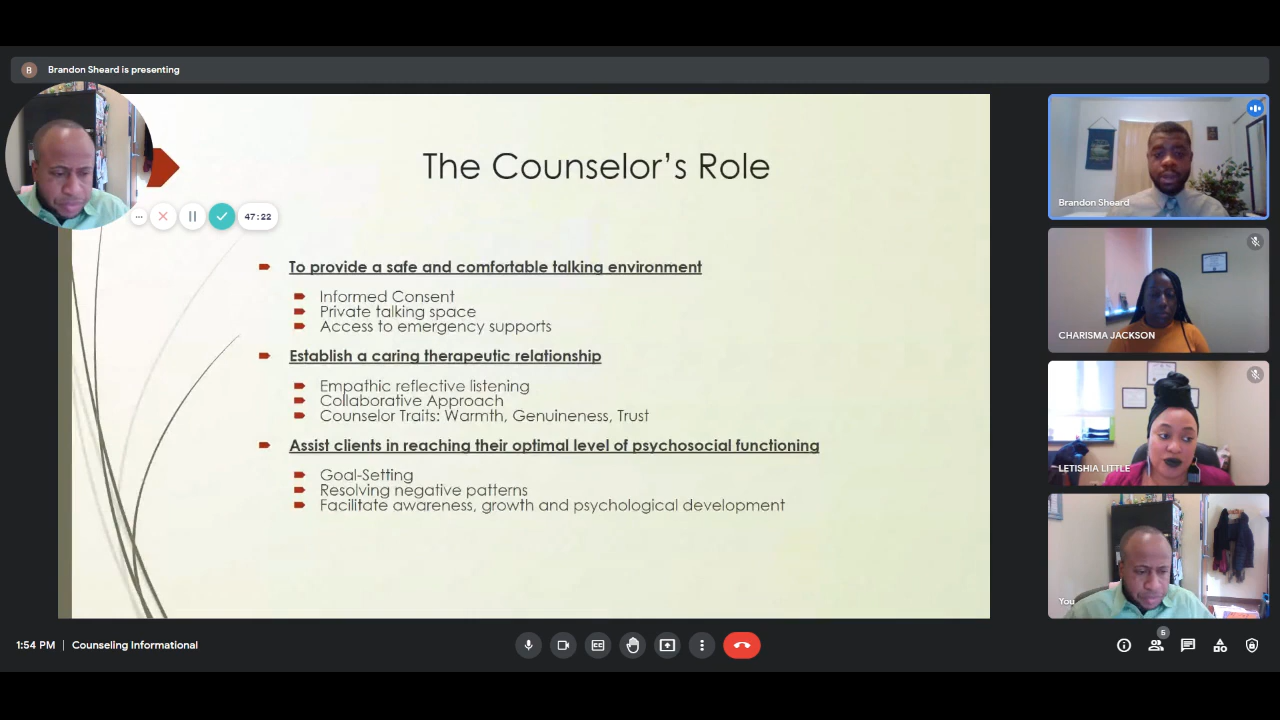 B Brandon Sheard is presenting
The Counselor's Role
47:22
To provide a safe and comfortable talking environment
Informed Consent
Private talking space
Access to emergency supports
Establish a caring therapeutic relationship
Empathic reflective listening
Collaborative Approach
Counselor Traits: Warmth, Genuineness, Trust
Assist clients in reaching their optimal level of psychosocial functioning
Goal-Setting
Resolving negative patterns
Facilitate awareness, growth and psychological development
Brandon Sheard
CHARISMA JACKSON
LETISHIA LITTLE
You
1:54 PM | Counseling Informational
CC
5